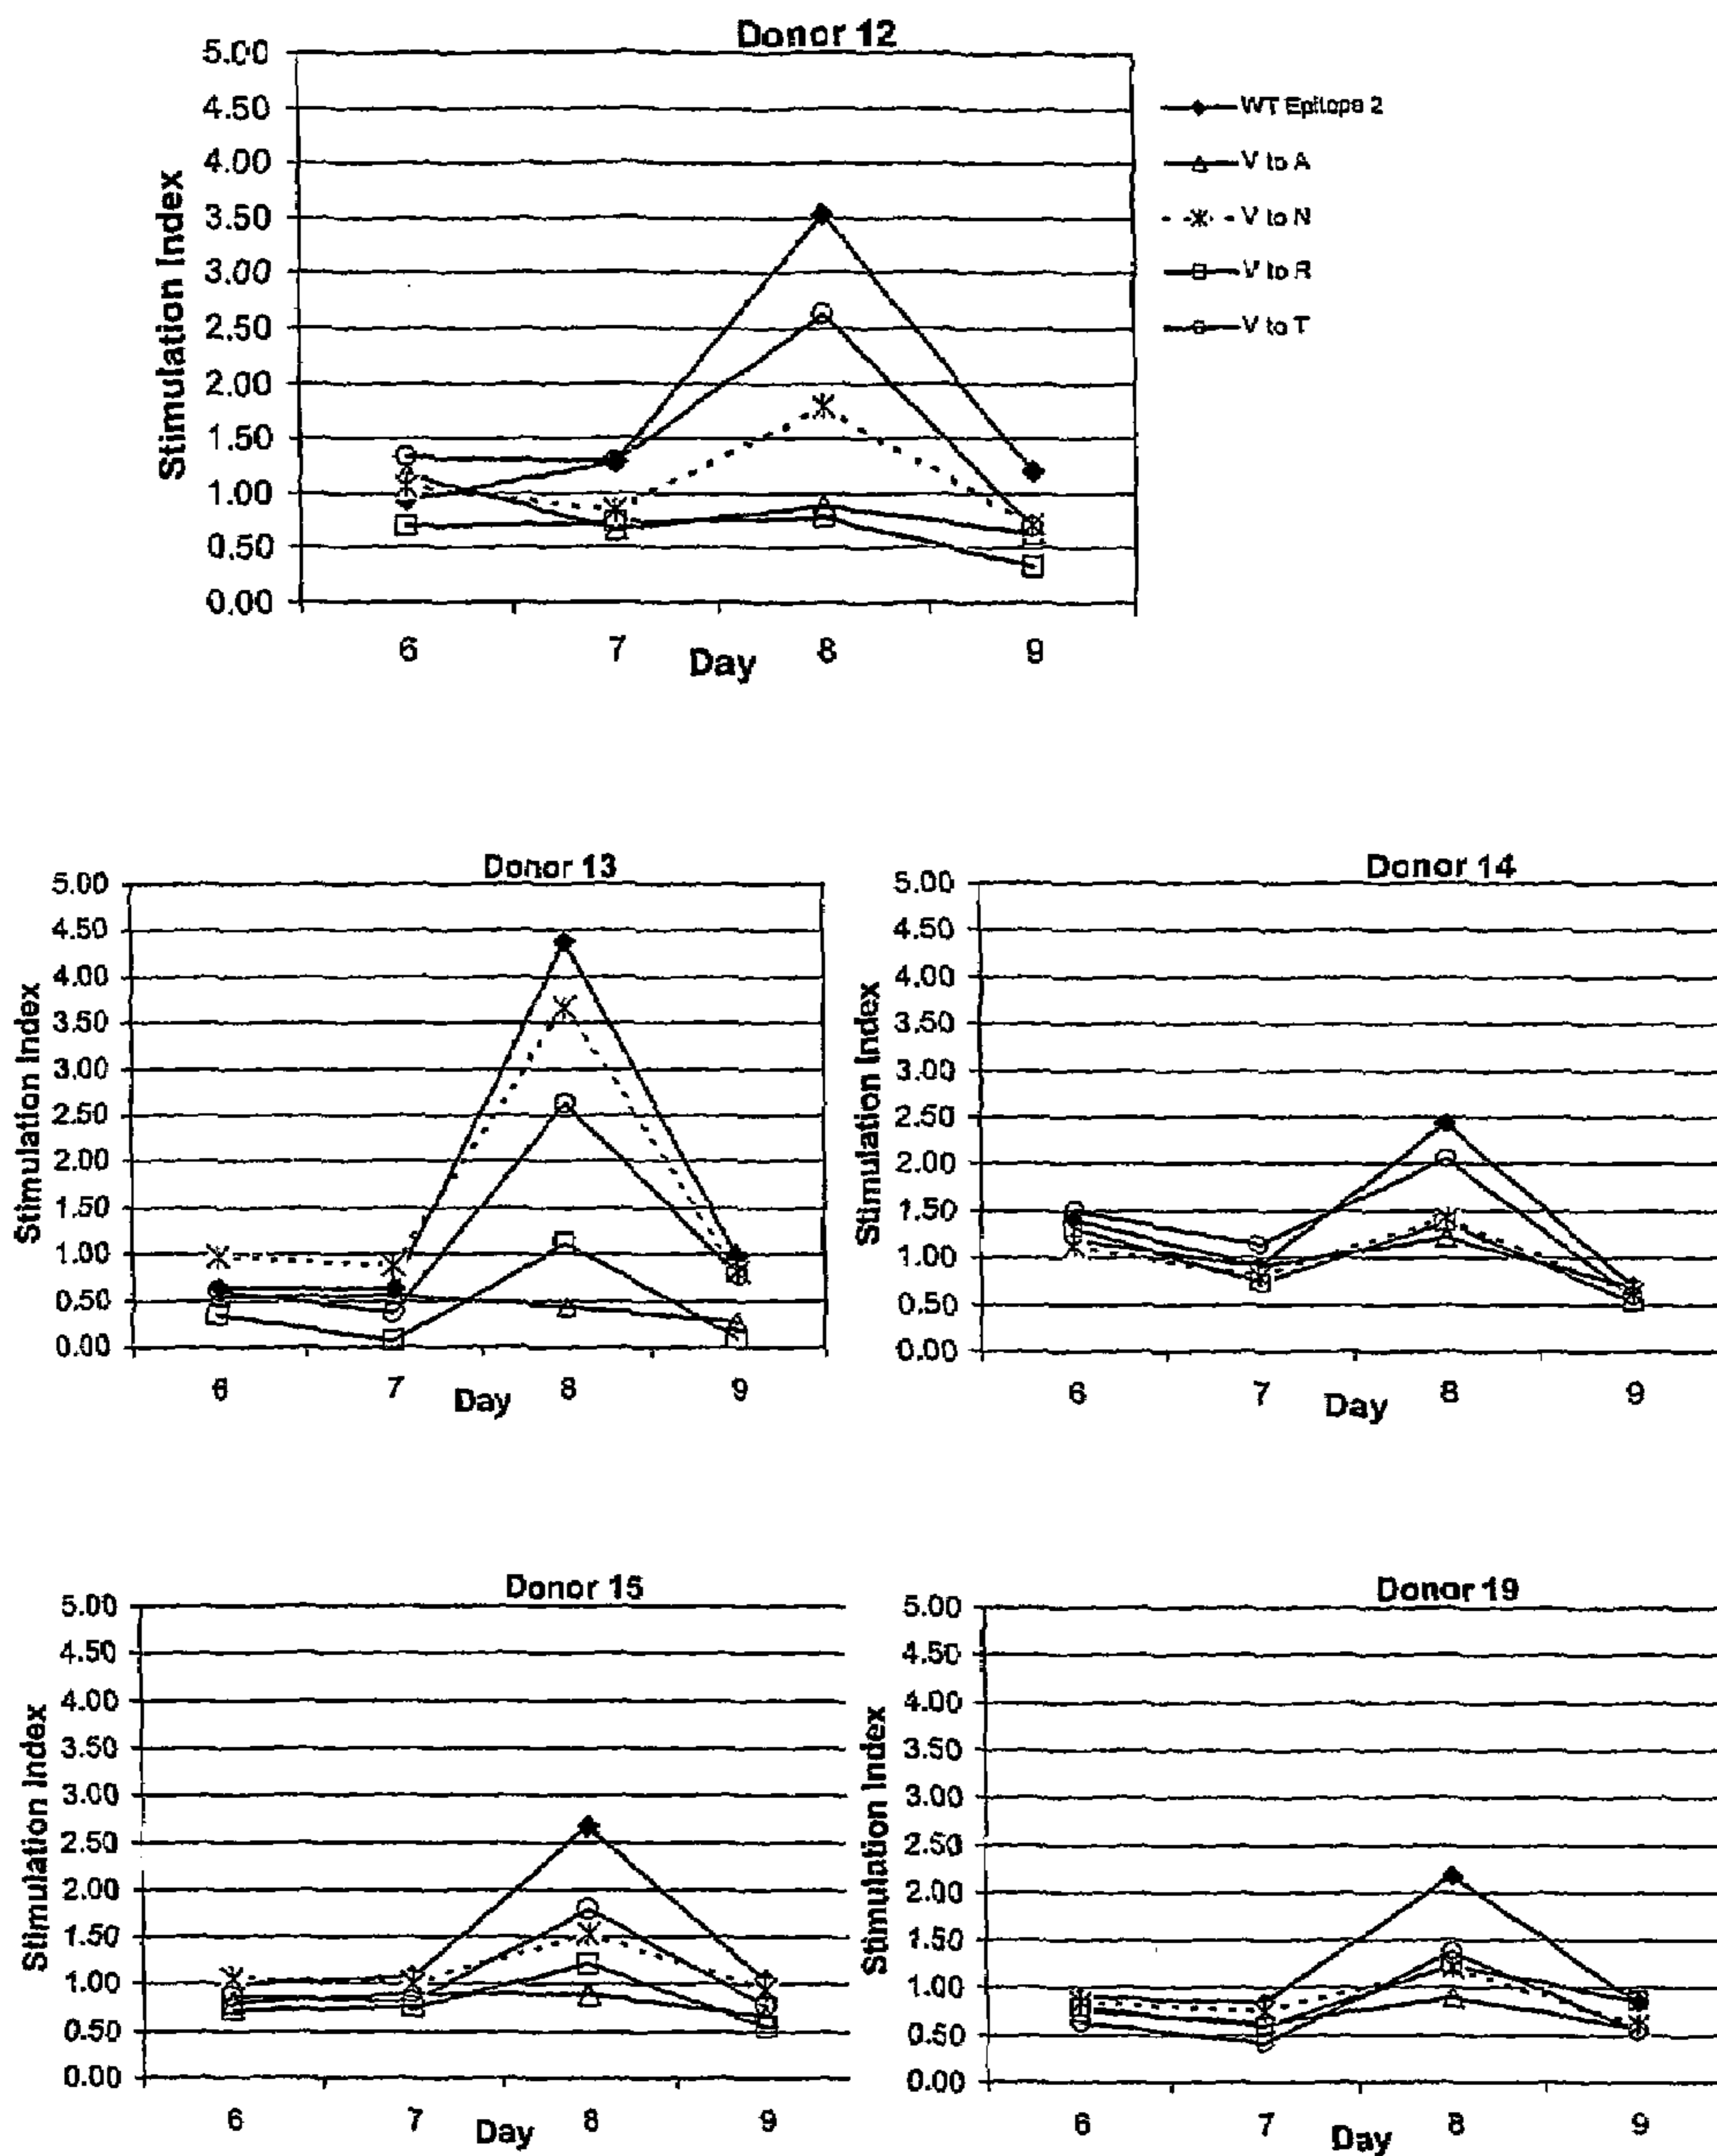 Donor 12
5.00
4.50
4.00
3.50
3.00
2.50
2.00
1.50
1.00
0.50
0.00
Stimulation Index
6 7 8 9
Day
WT Epitope 2
V to A
V to N
V to R
V to T
Donor 13
5.00
4.50
4.00
3.50
3.00
2.50
2.00
1.50
1.00
0.50
0.00
Stimulation Index
6 7 8 9
Day
Donor 14
5.00
4.50
4.00
3.50
3.00
2.50
2.00
1.50
1.00
0.50
0.00
Stimulation Index
6 7 8 9
Day
Donor 15
5.00
4.50
4.00
3.50
3.00
2.50
2.00
1.50
1.00
0.50
0.00
Stimulation Index
6 7 8 9
Day
Donor 19
5.00
4.50
4.00
3.50
3.00
2.50
2.00
1.50
1.00
0.50
0.00
Stimulation Index
6 7 8 9
Day